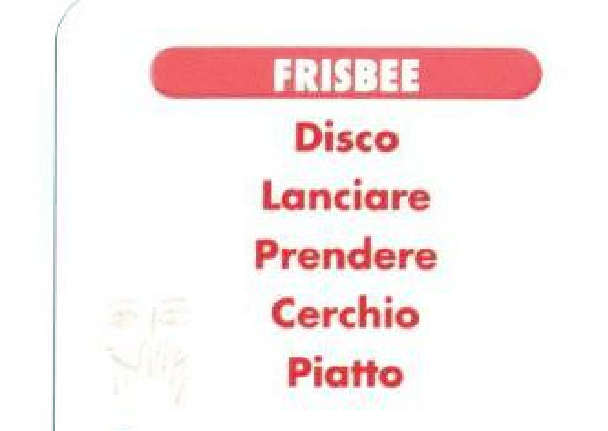 FRISBEE
Disco
Lanciare
Prendere
Cerchio
Piatto